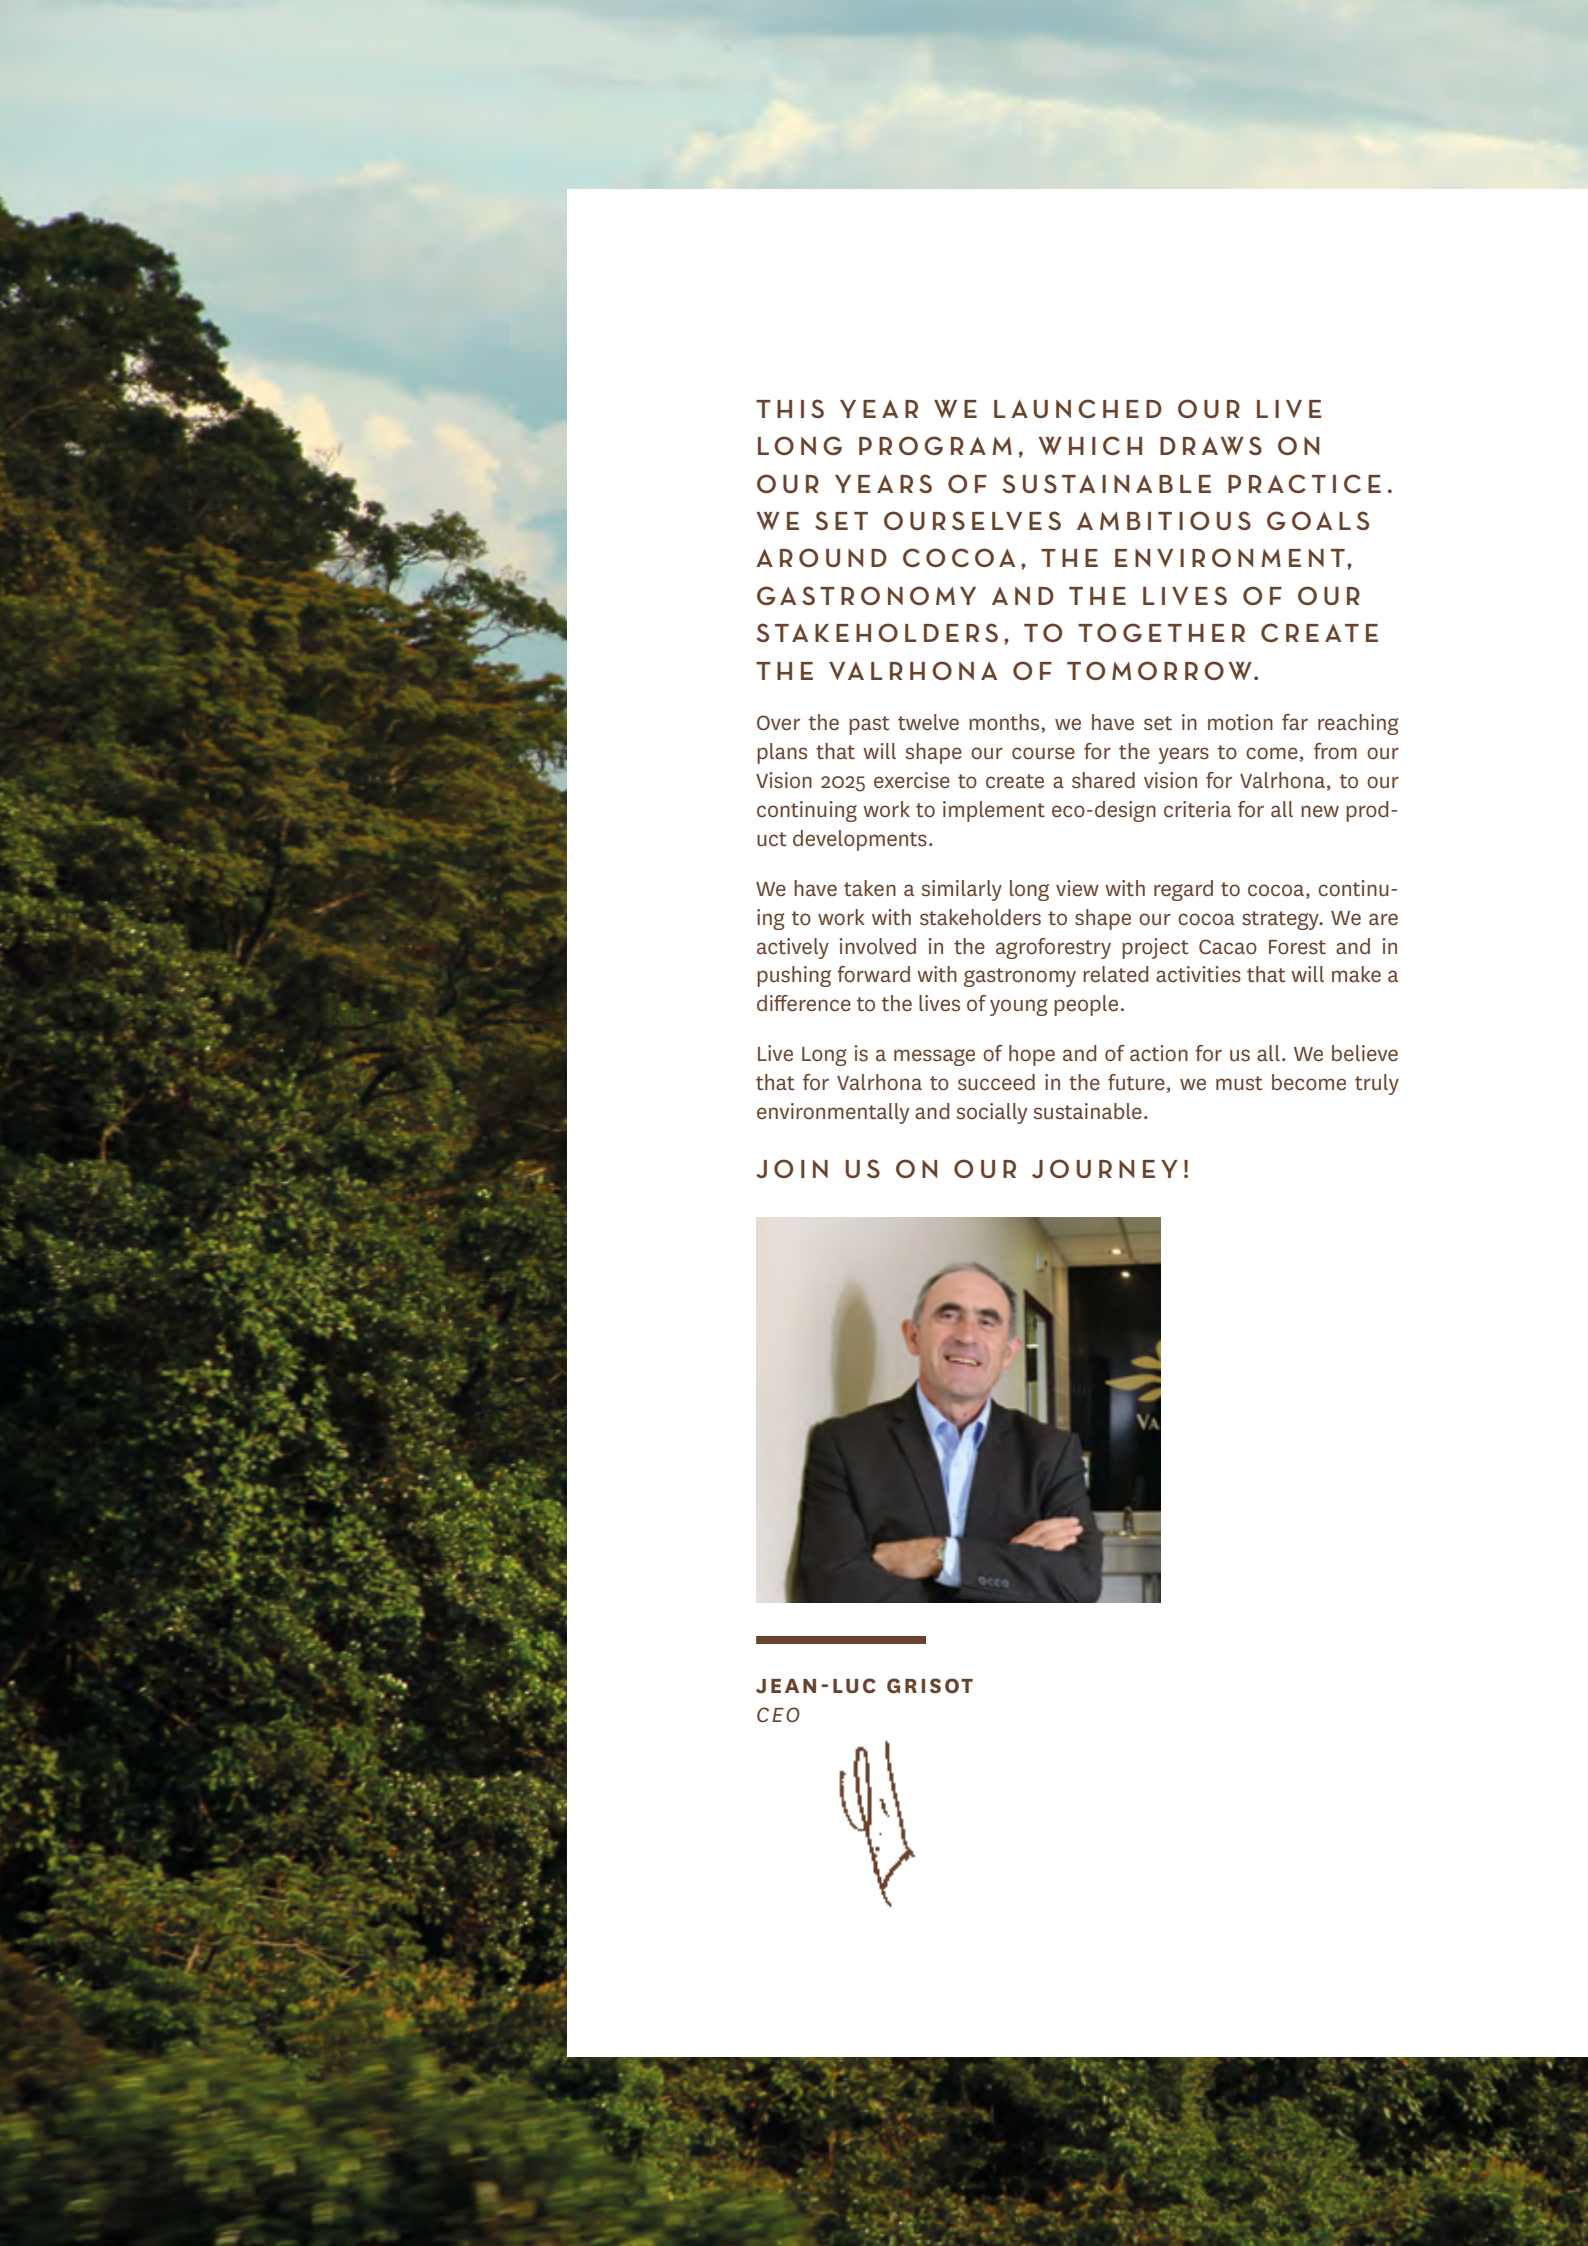 THIS YEAR WE LAUNCHED OUR LIVE
LONG PROGRAM, WHICH DRAWS ON
OUR YEARS OF SUSTAINABLE PRACTICE.
WE SET OURSELVES AMBITIOUS GOALS
AROUND COCOA, THE ENVIRONMENT,
GASTRONOMY AND THE LIVES OF OUR
STAKEHOLDERS, TO TOGETHER CREATE
THE VALRHONA OF TOMORROW.
Over the past twelve months, we have set in motion far reaching
plans that will shape our course for the years to come, from our
Vision 2025 exercise to create a shared vision for Valrhona, to our
continuing work to implement eco-design criteria for all new prod-
uct developments.
We have taken a similarly long view with regard to cocoa, continu-
ing to work with stakeholders to shape our cocoa strategy. We are
actively involved in the agroforestry project Cacao Forest and in
pushing forward with gastronomy related activities that will make a
difference to the lives of young people.
Live Long is a message of hope and of action for us all. We believe
that for Valrhona to succeed in the future, we must become truly
environmentally and socially sustainable.
JOIN US ON OUR JOURNEY!
VA
JEAN-LUC GRISOT
CEO